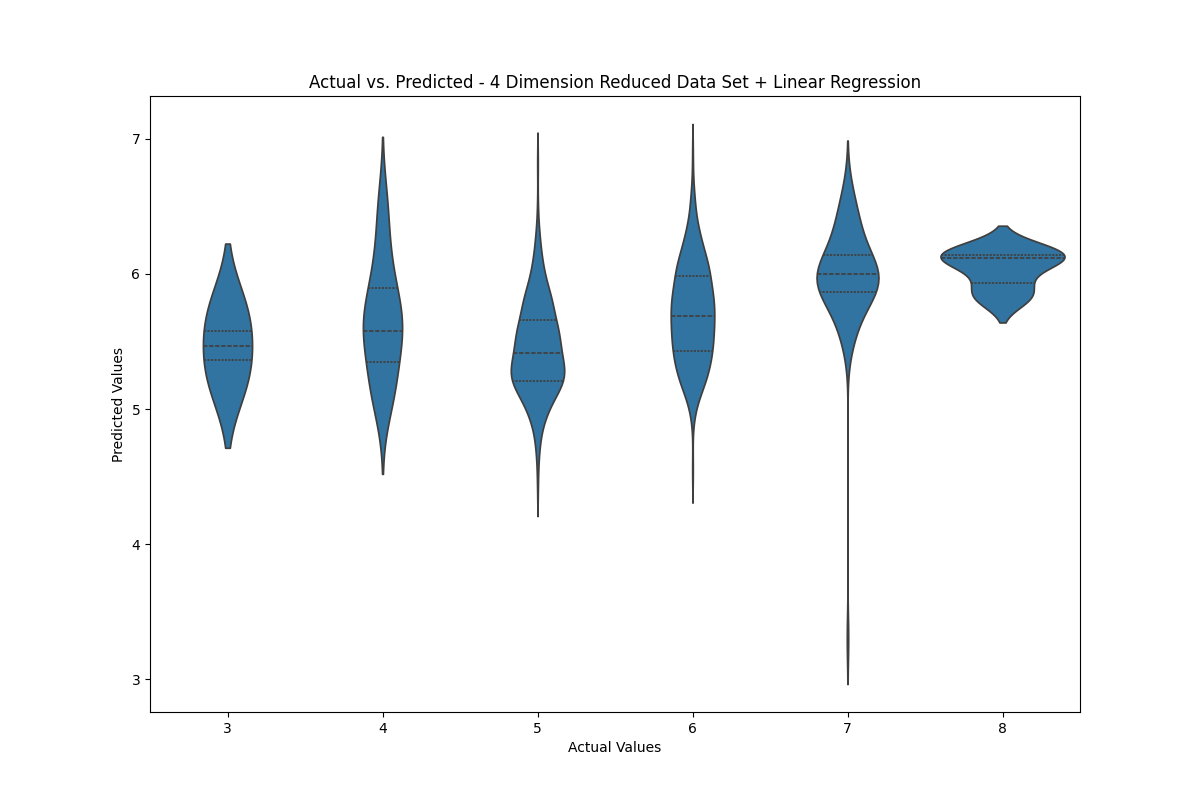 Actual vs. Predicted - 4 Dimension Reduced Data Set + Linear Regression
Predicted Values
7
6
5
4
3
3 4 5 6 7 8
Actual Values